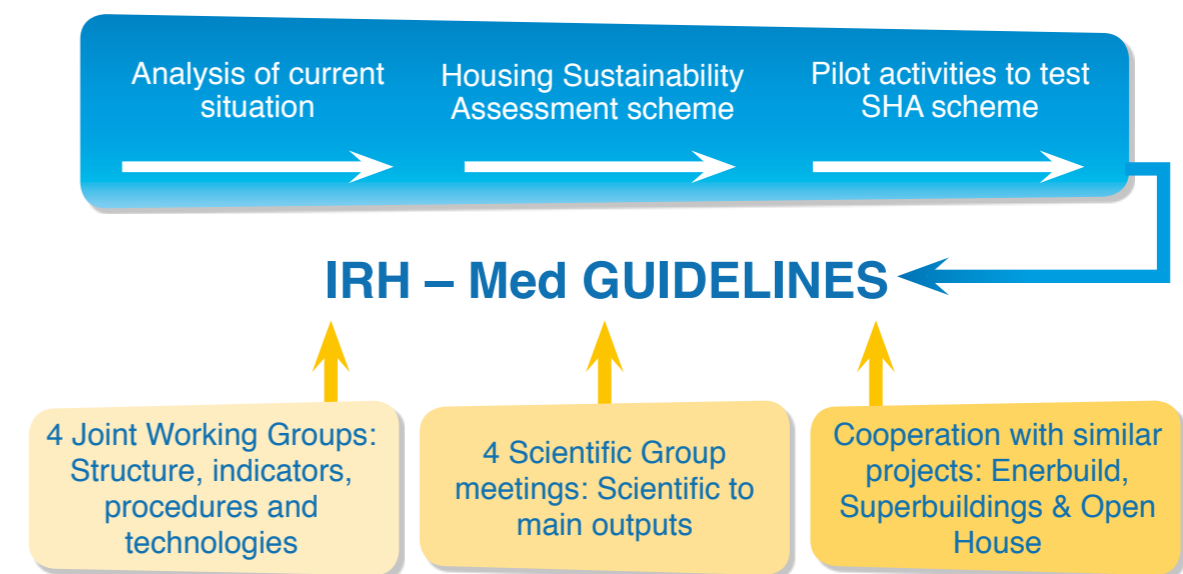 Analysis of current
situation
Housing Sustainability
Assessment scheme
Pilot activities to test
SHA scheme
IRH – Med GUIDELINES
4 Joint Working Groups:
Structure, indicators,
procedures and
technologies
4 Scientific Group
meetings: Scientific to
main outputs
Cooperation with similar
projects: Enerbuild,
Superbuildings & Open
House